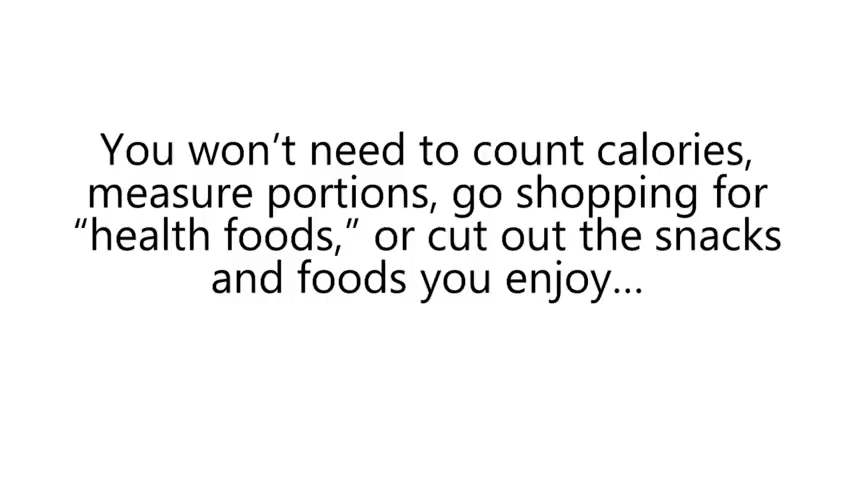 You won’t need to count calories,
measure portions, go shopping for
“health foods,” or cut out the snacks
and foods you enjoy...